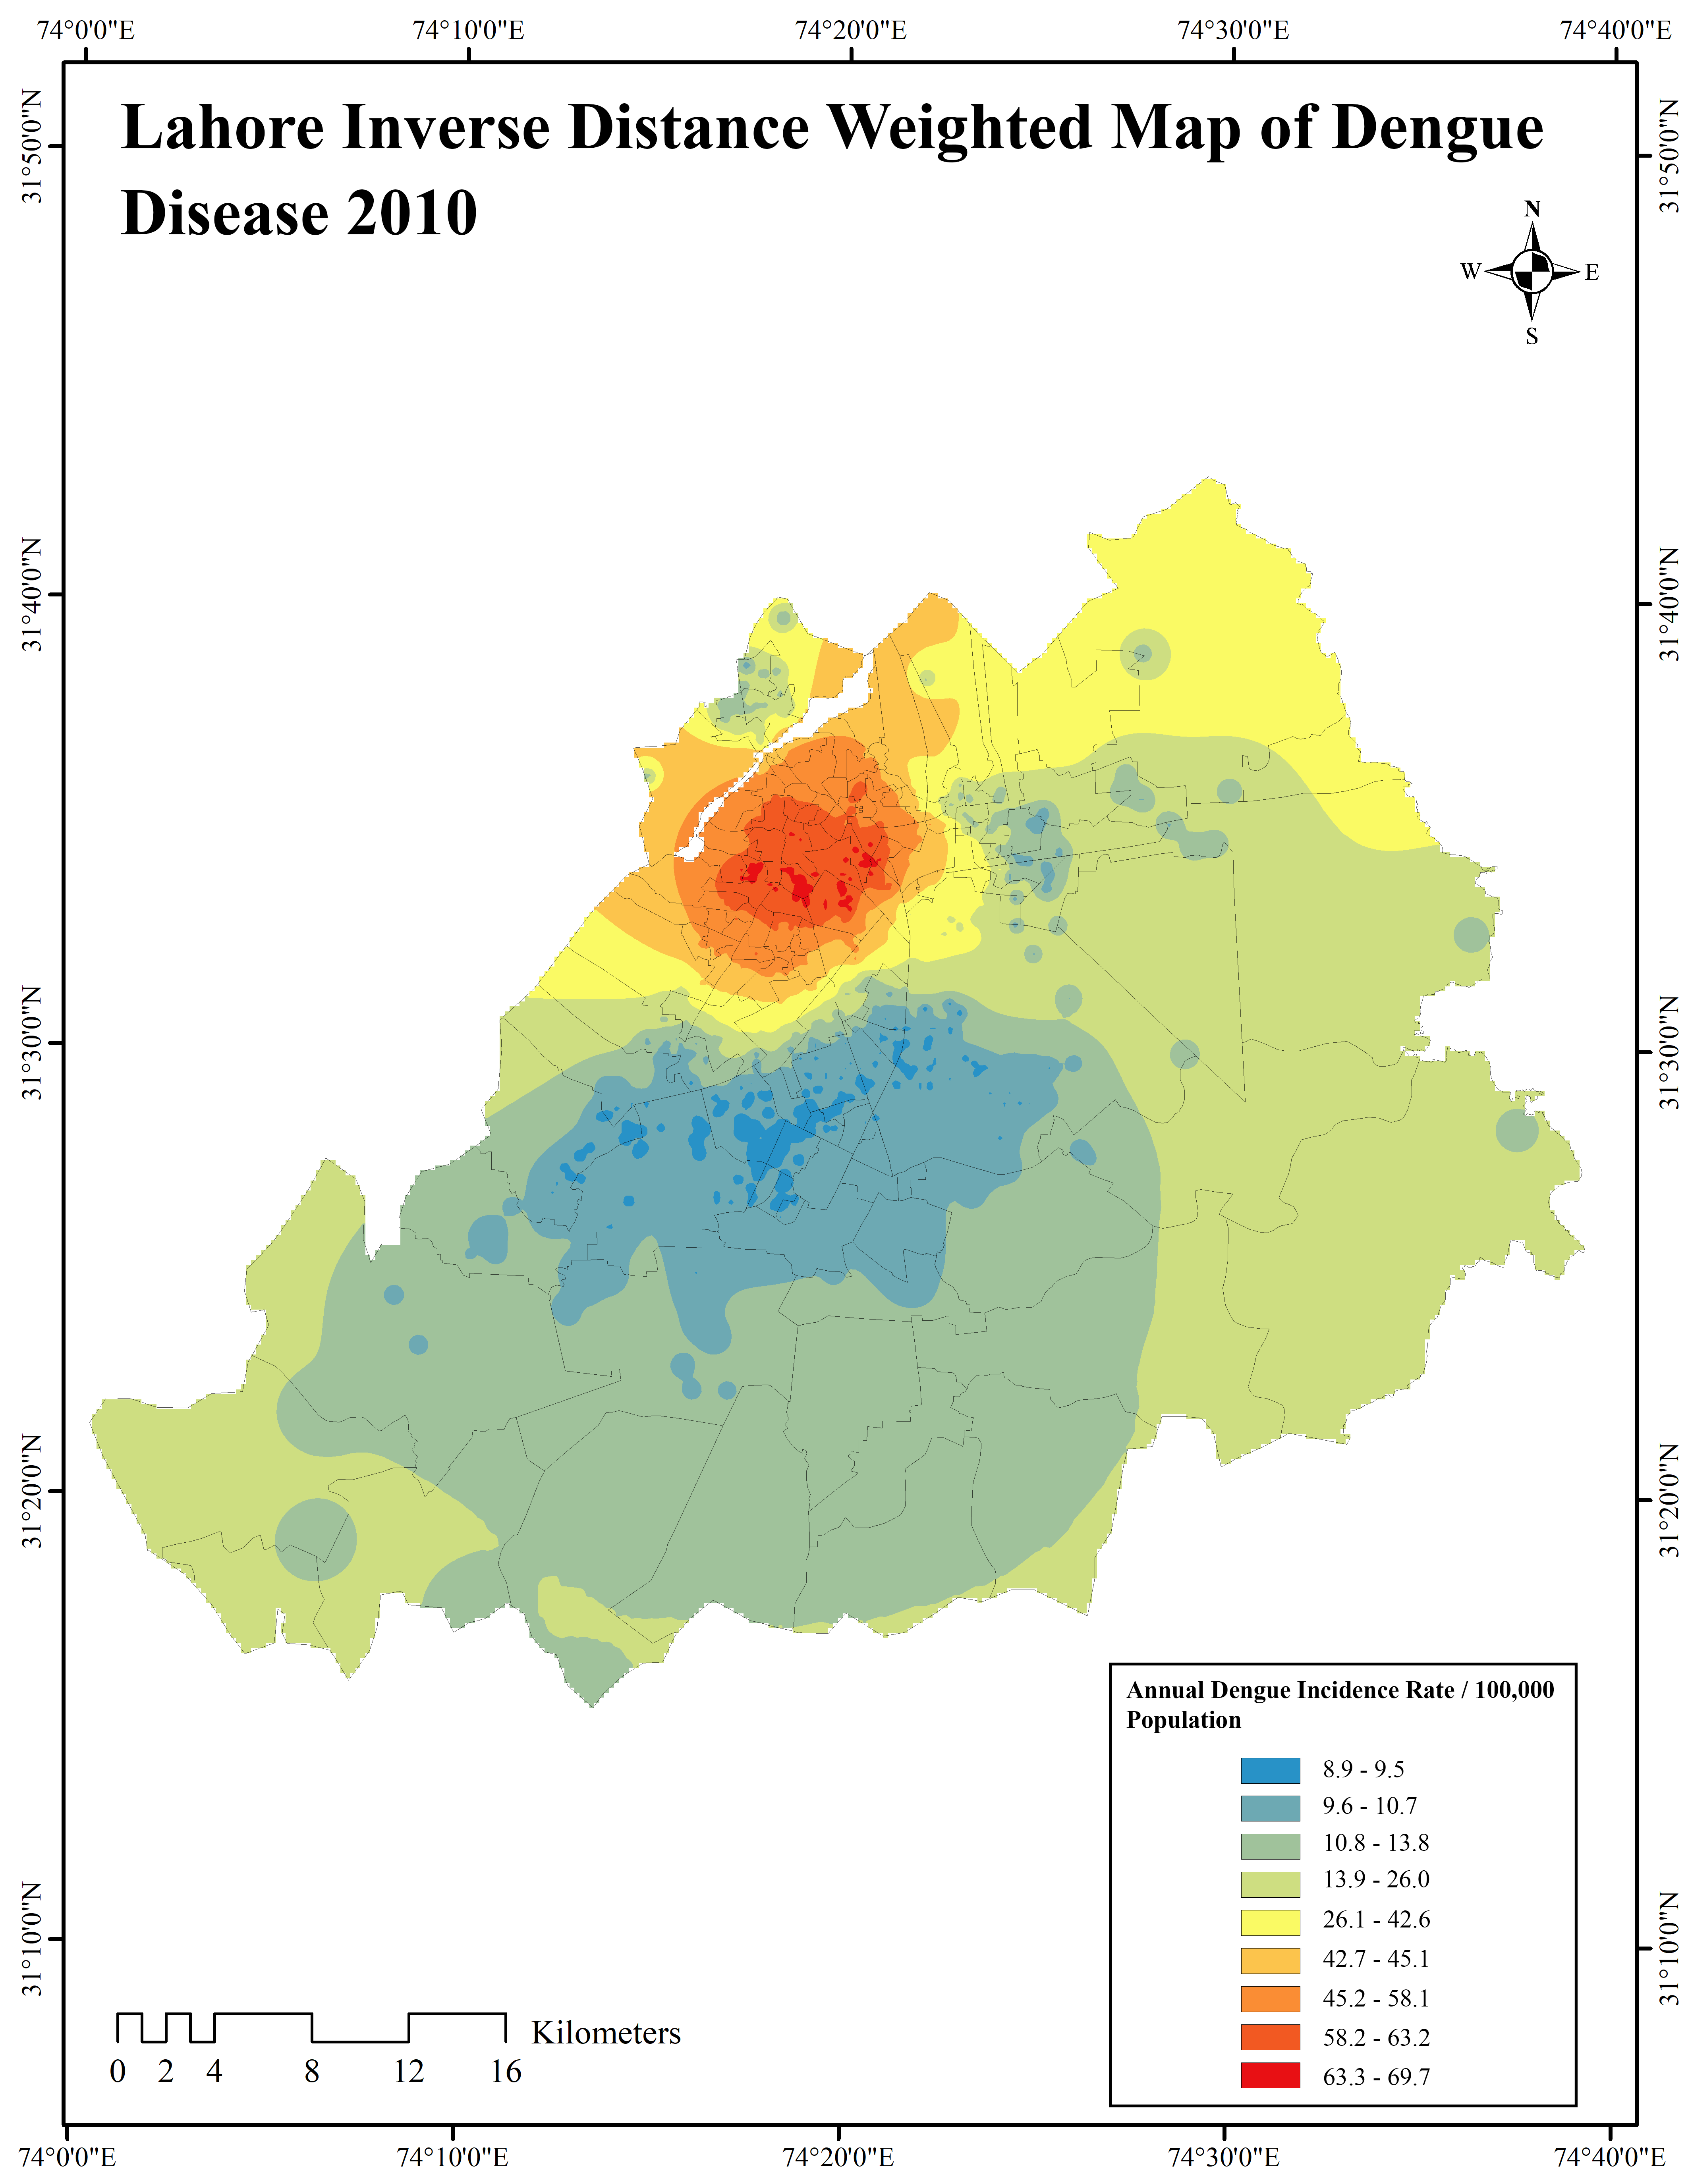 74°0'0"E 74°10'0"E 74°20'0"E 74°30'0"E 74°40'0"E
Lahore Inverse Distance Weighted Map of Dengue
Disease 2010
N
W E
S
31°50'0"N 31°50'0"N
31°40'0"N 31°40'0"N
31°30'0"N 31°30'0"N
31°20'0"N 31°20'0"N
31°10'0"N 31°10'0"N
Annual Dengue Incidence Rate / 100,000
Population
8.9 - 9.5
9.6 - 10.7
10.8 - 13.8
13.9 - 26.0
26.1 - 42.6
42.7 - 45.1
45.2 - 58.1
58.2 - 63.2
63.3 - 69.7
Kilometers
0 2 4 8 12 16
74°0'0"E 74°10'0"E 74°20'0"E 74°30'0"E 74°40'0"E